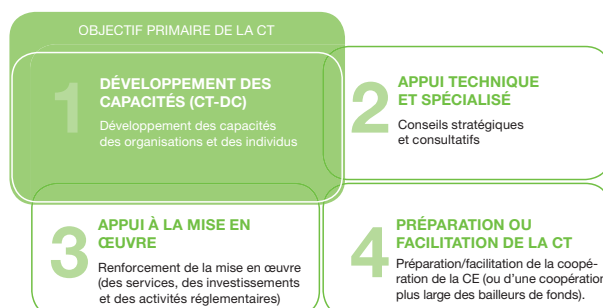 OBJECTIF PRIMAIRE DE LA CT
1
DÉVELOPPEMENT DES
CAPACITÉS (CT-DC)
Développement des capacités
des organisations et des individus
2
APPUI TECHNIQUE
ET SPÉCIALISÉ
Conseils stratégiques
et consultatifs
3
APPUI À LA MISE EN
ŒUVRE
Renforcement de la mise en œuvre
(des services, des investissements
et des activités réglementaires)
4
PRÉPARATION OU
FACILITATION DE LA CT
Préparation/facilitation de la coopé-
ration de la CE (ou d'une coopération
plus large des bailleurs de fonds).